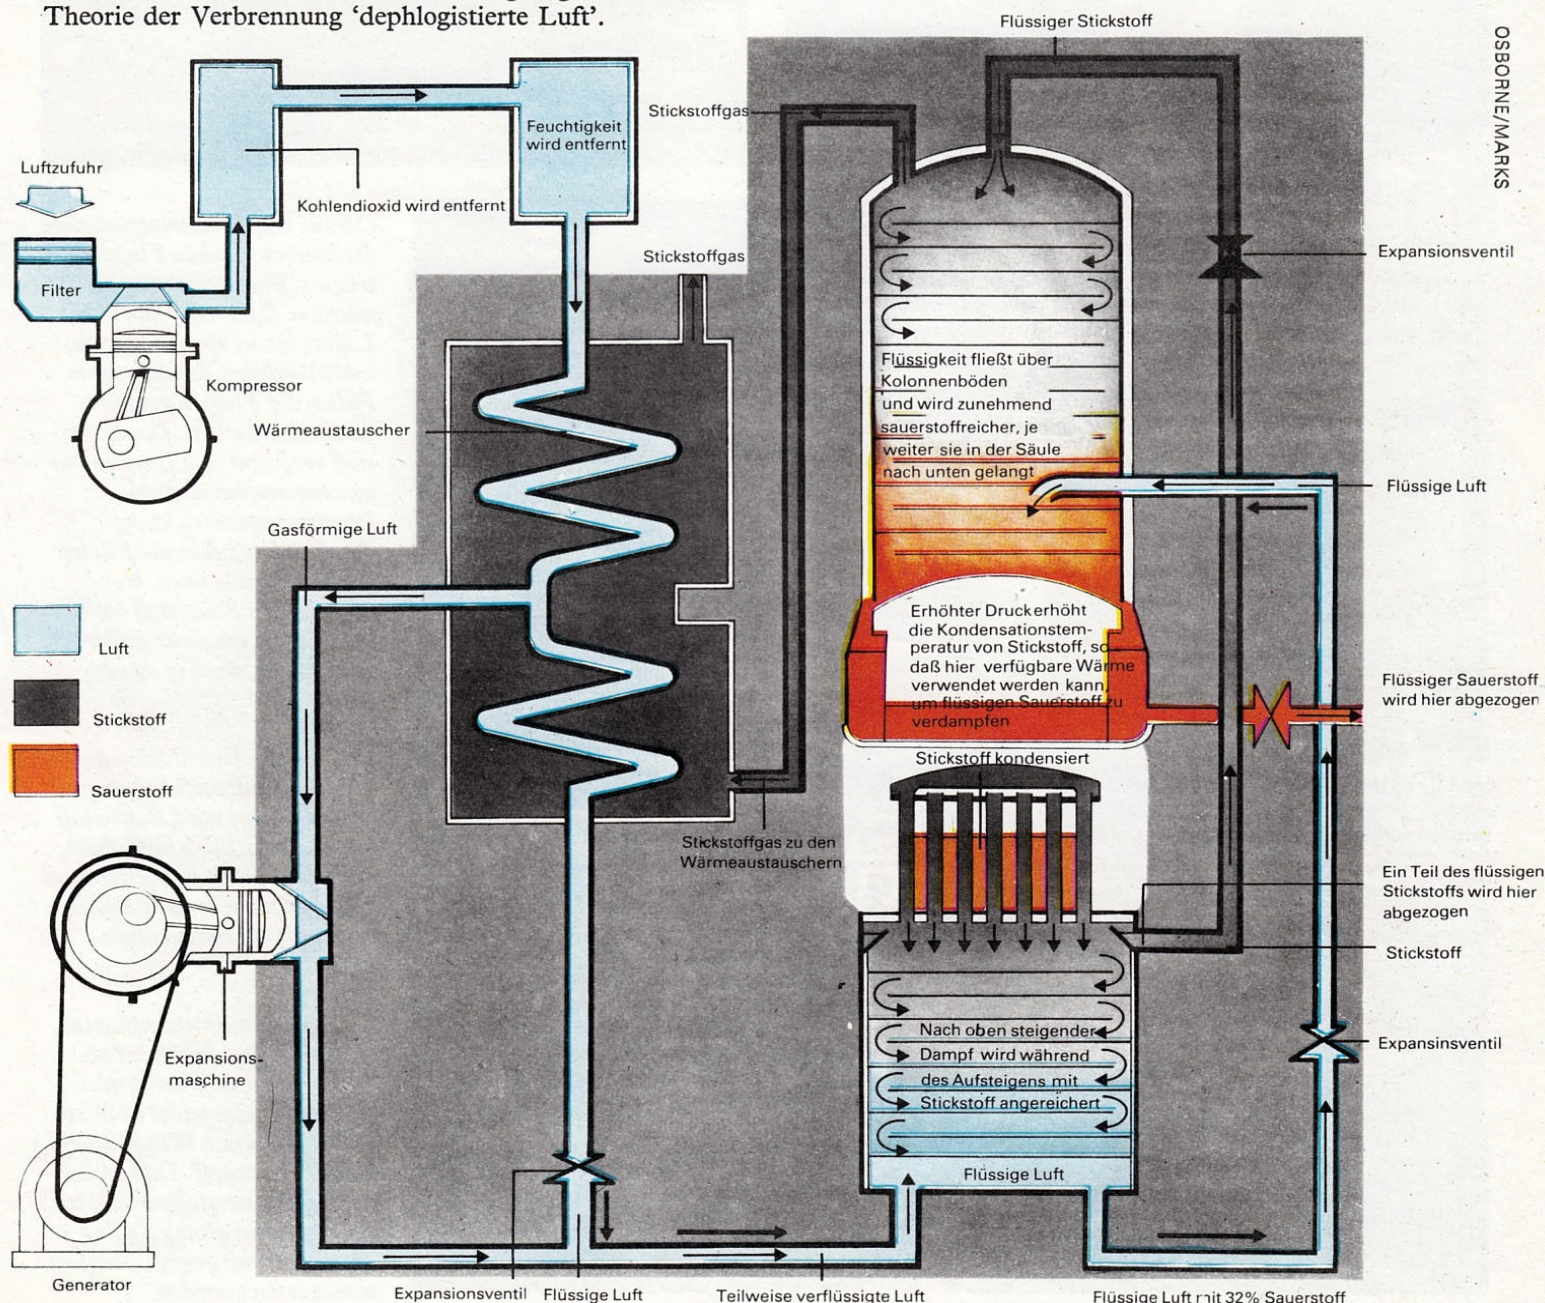 Theorie der Verbrennung ‘dephlogistierte Luft’.
Flüssiger Stickstoff
OSBORNE/MARKS
Stickstoffgas
Feuchtigkeit
wird entfernt
Luftzufuhr
Kohlendioxid wird entfernt
Stickstoffgas
Expansionsventil
Filter
Kompressor
Flüssigkeit fließt über
Kolonnenböden
und wird zunehmend
sauerstoffreicher, je
weiter sie in der Säule
nach unten gelangt
Wärmeaustauscher
Flüssige Luft
Gasförmige Luft
Luft
Stickstoff
Sauerstoff
Erhöhter Druckerhöht
die Kondensationstem-
peratur von Stickstoff, so
daß hier verfügbare Wärme
verwendet werden kann,
um flüssigen Sauerstoff zu
verdampfen
Flüssiger Sauerstoff
wird hier abgezogen
Stickstoff kondensiert
Stickstoffgas zu den
Wärmeaustauschern
Ein Teil des flüssigen
Stickstoffs wird hier
abgezogen
Stickstoff
Expansions-
maschine
Nach oben steigender
Dampf wird während
des Aufsteigens mit
Stickstoff angereichert
Expansinsventil
Flüssige Luft
Generator
Expansionsventil
Flüssige Luft
Teilweise verflüssigte Luft
Flüssige Luft mit 32% Sauerstoff